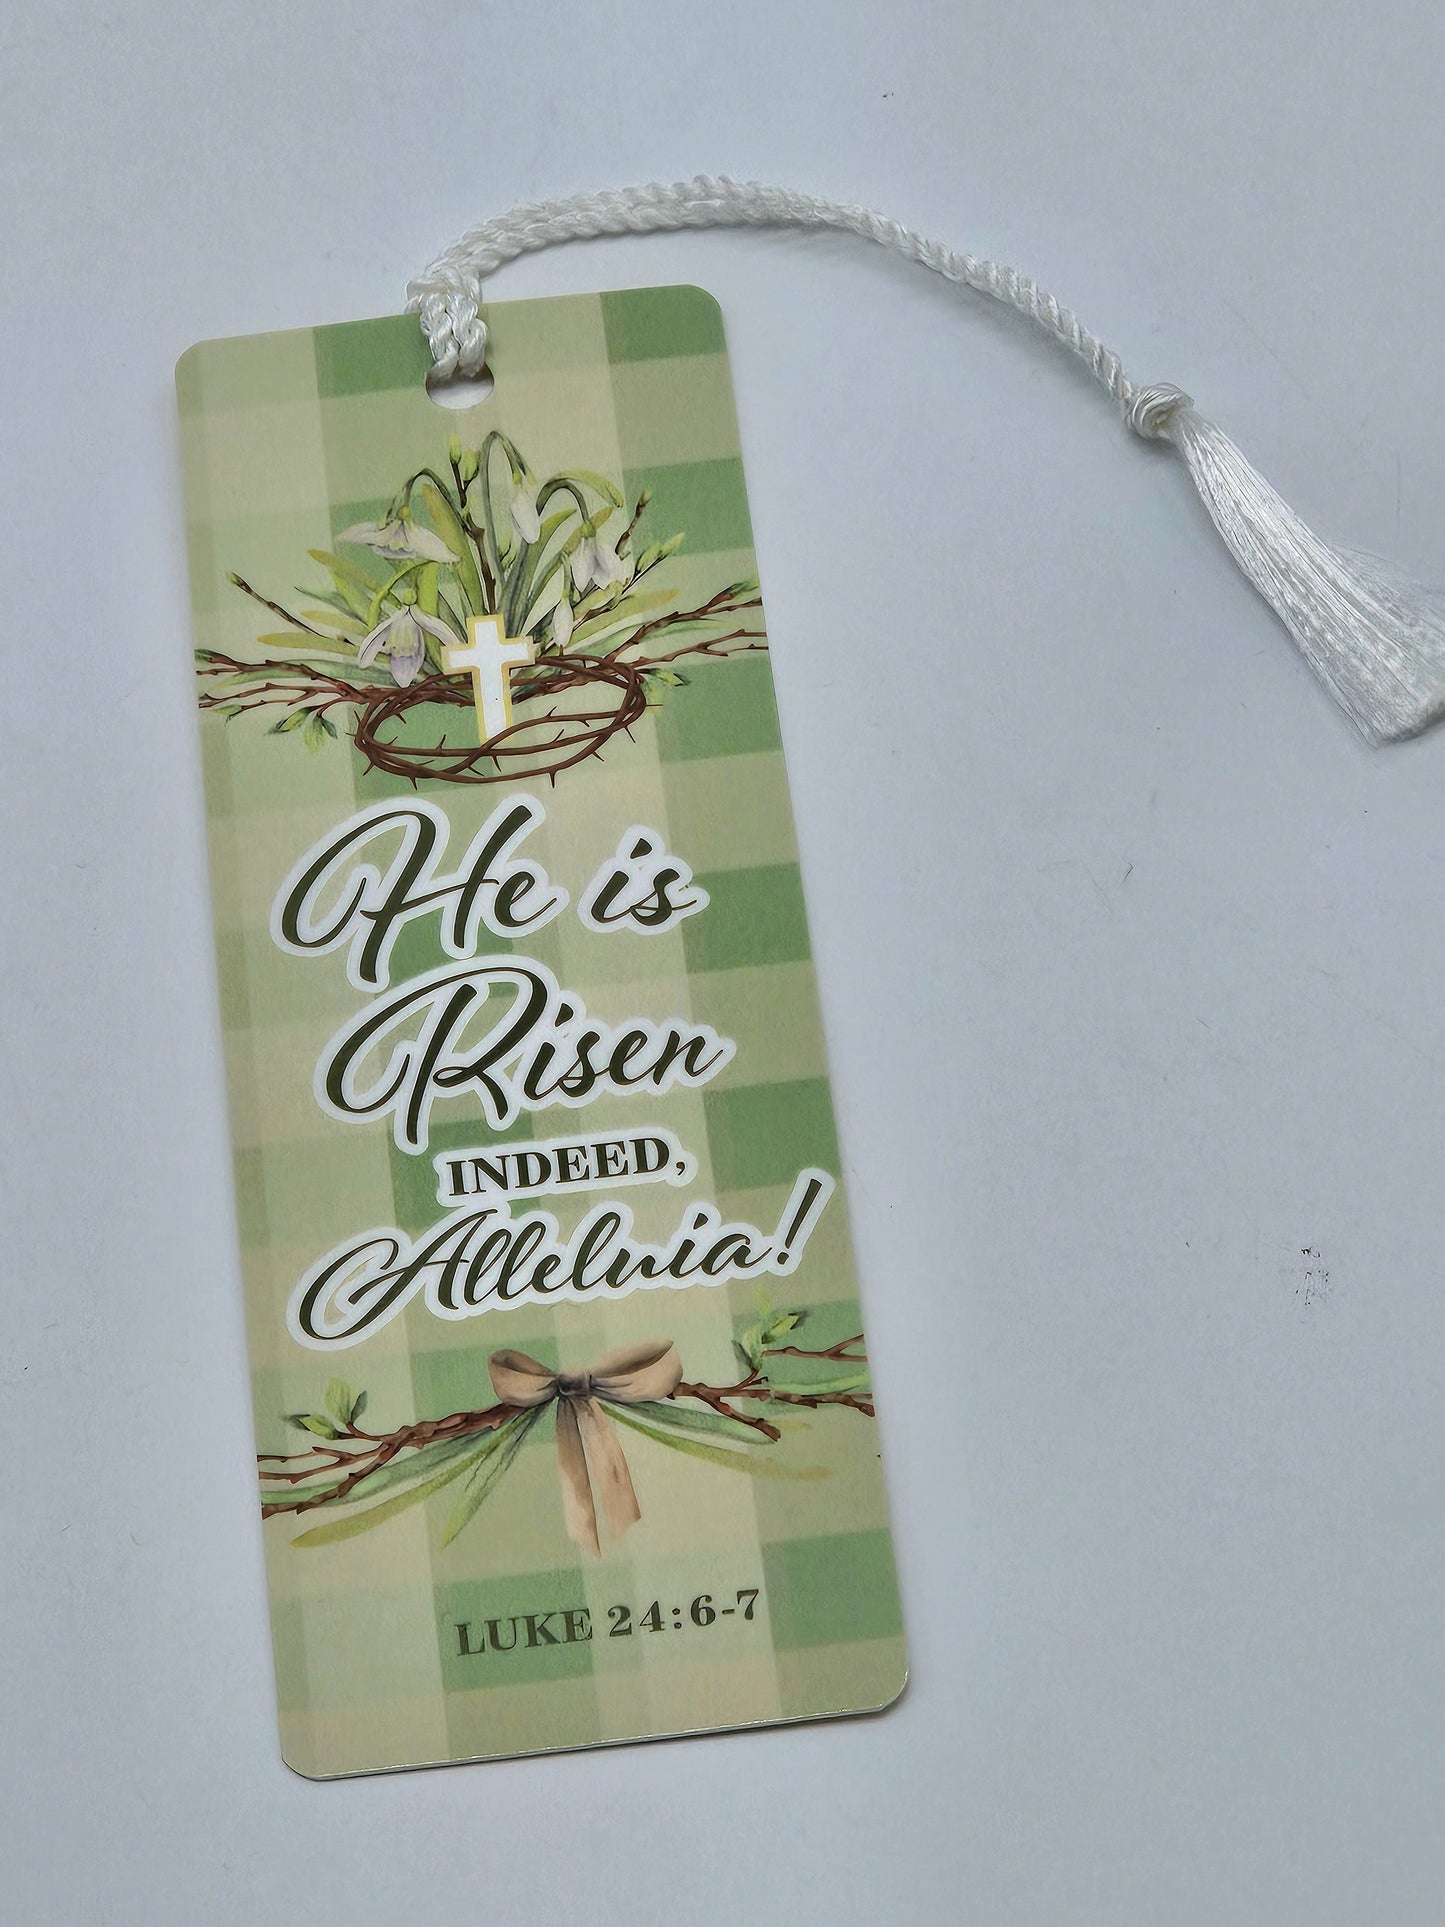 He is
Risen
INDEED,
Alleluia!
LUKE 24:6-7